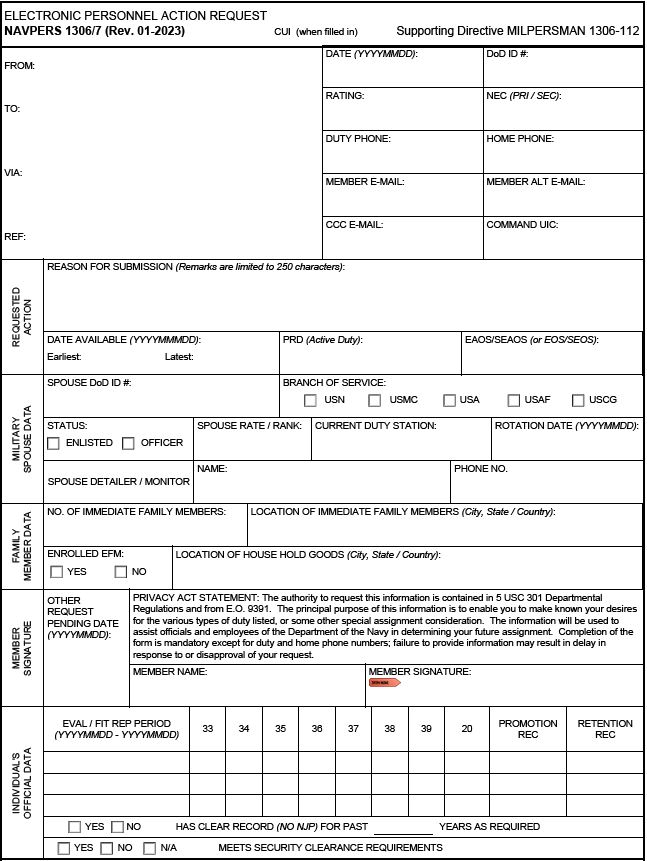 ELECTRONIC PERSONNEL ACTION REQUEST
NAVPERS 1306/7 (Rev. 01-2023)
CUI (when filled in)
Supporting Directive MILPERSMAN 1306-112
FROM:
DATE (YYYYMMDD):
DoD ID #:
RATING:
NEC (PRI / SEC):
TO:
DUTY PHONE:
HOME PHONE:
VIA:
MEMBER E-MAIL:
MEMBER ALT E-MAIL:
CCC E-MAIL:
COMMAND UIC:
REF:
REQUESTED
ACTION
REASON FOR SUBMISSION (Remarks are limited to 250 characters):
DATE AVAILABLE (YYYYMMMDD):
Earliest:
Latest:
PRD (Active Duty):
EAOS/SEAOS (or EOS/SEOS):
MILITARY
SPOUSE DATA
SPOUSE DoD ID #:
BRANCH OF SERVICE:
USN
USMC
USA
USAF
USCG
STATUS:
ENLISTED
OFFICER
SPOUSE RATE / RANK:
CURRENT DUTY STATION:
ROTATION DATE (YYYYMMDD):
SPOUSE DETAILER / MONITOR
NAME:
PHONE NO.
FAMILY
MEMBER DATA
NO. OF IMMEDIATE FAMILY MEMBERS:
LOCATION OF IMMEDIATE FAMILY MEMBERS (City, State / Country):
ENROLLED EFM:
YES
NO
LOCATION OF HOUSE HOLD GOODS (City, State / Country):
MEMBER
SIGNATURE
OTHER
REQUEST
PENDING DATE
(YYYYMMDD):
PRIVACY ACT STATEMENT: The authority to request this information is contained in 5 USC 301 Departmental
Regulations and from E.O. 9391. The principal purpose of this information is to enable you to make known your desires
for the various types of duty listed, or some other special assignment consideration. The information will be used to
assist officials and employees of the Department of the Navy in determining your future assignment. Completion of the
form is mandatory except for duty and home phone numbers; failure to provide information may result in delay in
response to or disapproval of your request.
MEMBER NAME:
MEMBER SIGNATURE:
INDIVIDUAL'S
OFFICIAL DATA
EVAL / FIT REP PERIOD
(YYYYMMDD - YYYYMMDD)
33
34
35
36
37
38
39
20
PROMOTION
REC
RETENTION
REC
YES
NO
HAS CLEAR RECORD (NO NJP) FOR PAST
YEARS AS REQUIRED
YES
NO
N/A
MEETS SECURITY CLEARANCE REQUIREMENTS